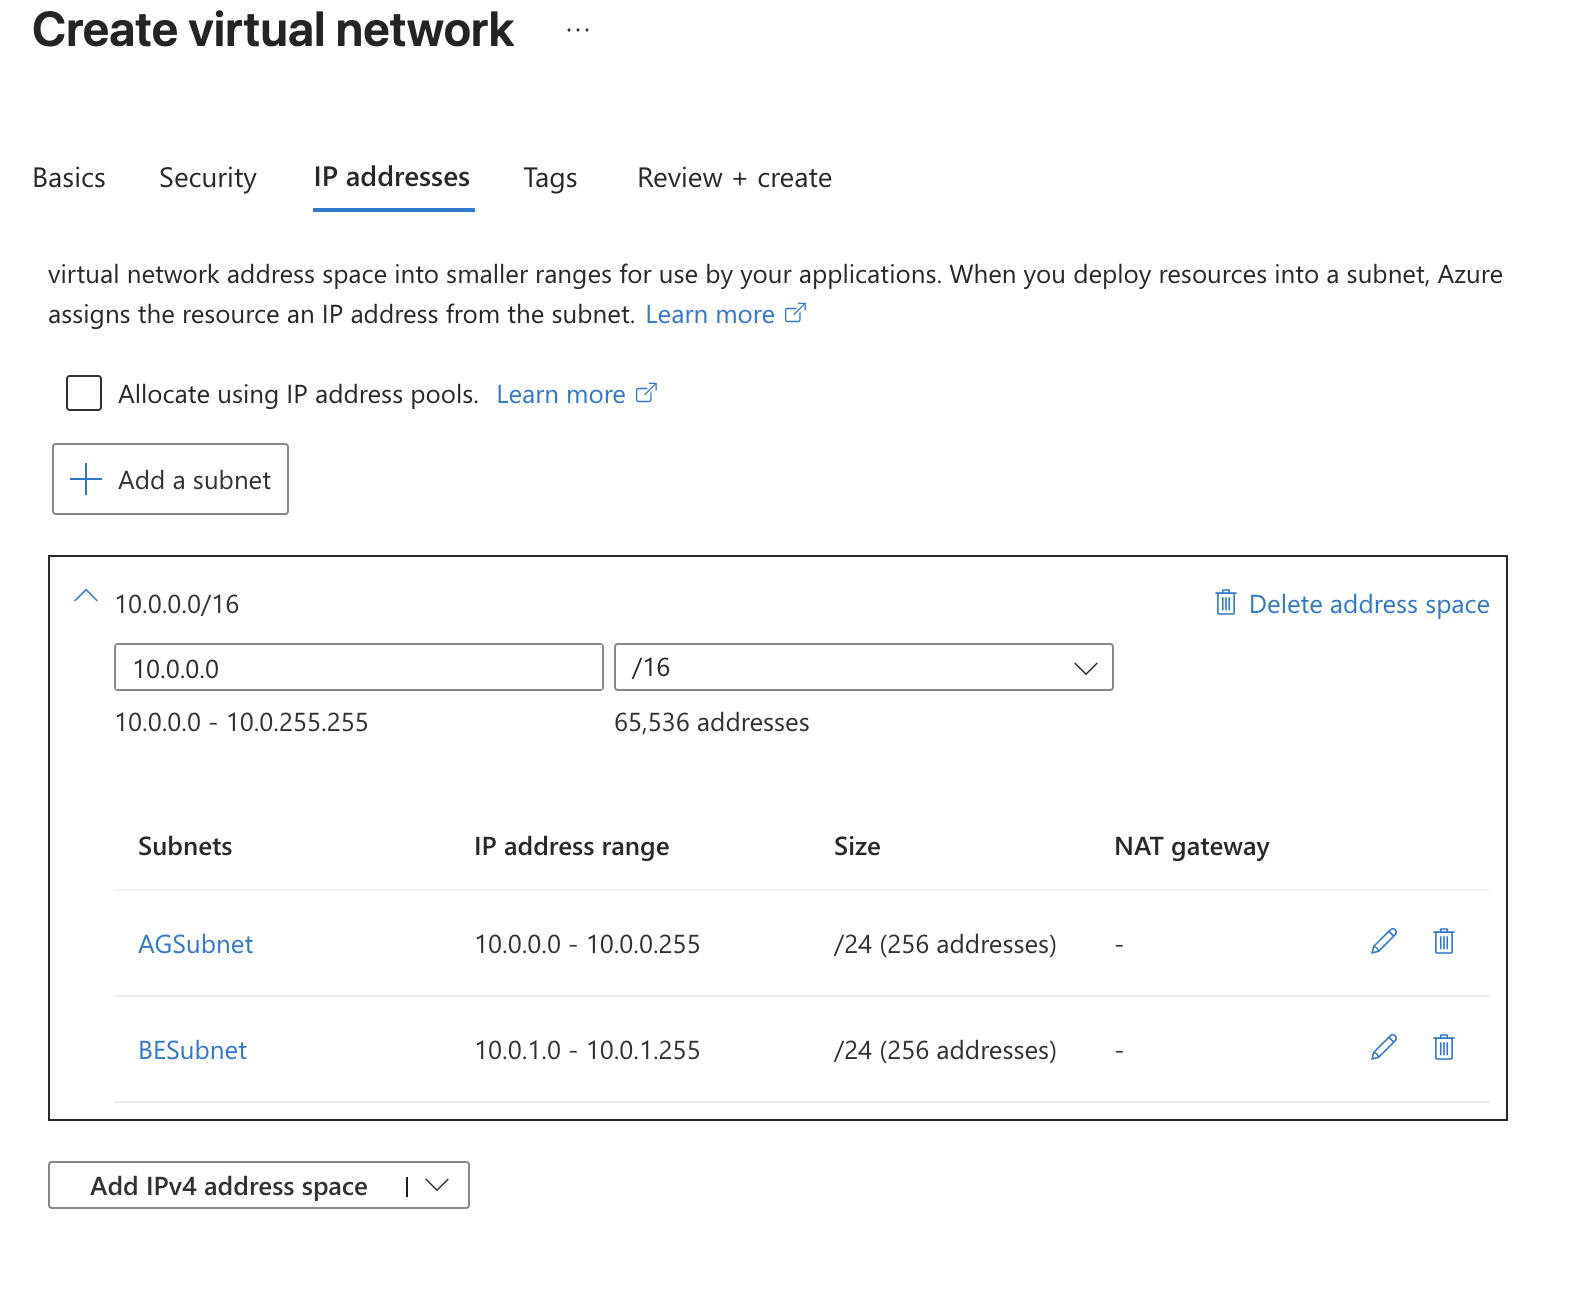 Create virtual network ...
Basics Security IP addresses Tags Review + create
virtual network address space into smaller ranges for use by your applications. When you deploy resources into a subnet, Azure
assigns the resource an IP address from the subnet. Learn more
Allocate using IP address pools. Learn more
Add a subnet
10.0.0.0/16 Delete address space
10.0.0.0 /16
10.0.0.0 - 10.0.255.255 65,536 addresses
Subnets IP address range Size NAT gateway
AGSubnet 10.0.0.0 - 10.0.0.255 /24 (256 addresses) -
BESubnet 10.0.1.0 - 10.0.1.255 /24 (256 addresses) -
Add IPv4 address space |